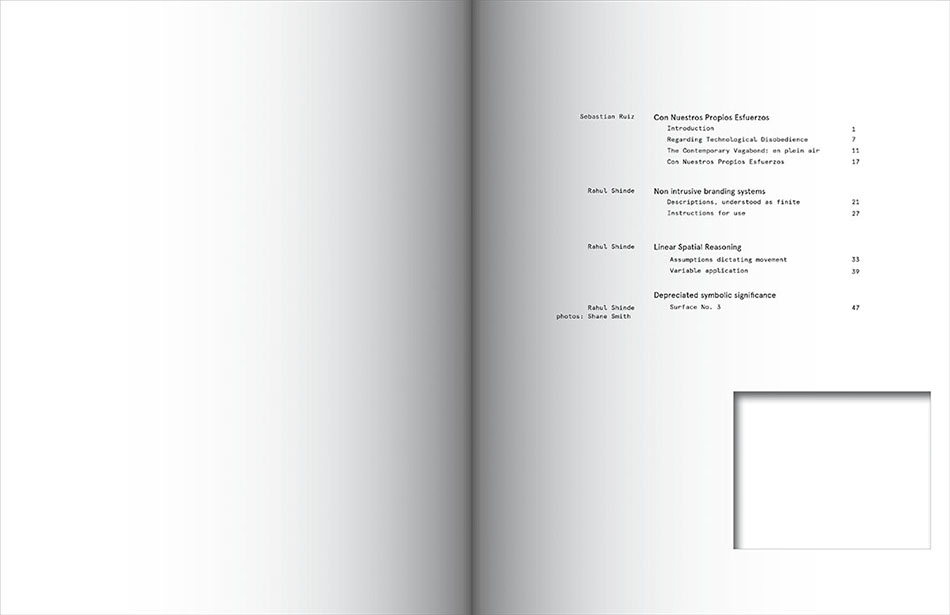 Sebastian Ruiz Con Nuestros Propios Esfuerzos
Introduction 1
Regarding Technological Disobedience 7
The Contemporary Vagabond: en pleim air 11
Con Nuestros Propios Esfuerzos 17
Rahul Shinde Non intrusive branding systems
Descriptions, understood as finite 21
Instructions for use 27
Rahul Shinde Linear Spatial Reasoning
Assumptions dictating movement 33
Variable application 39
Depreciated symbolic significance
Rahul Shinde Surface No. 3 47
photos: Shane Smith